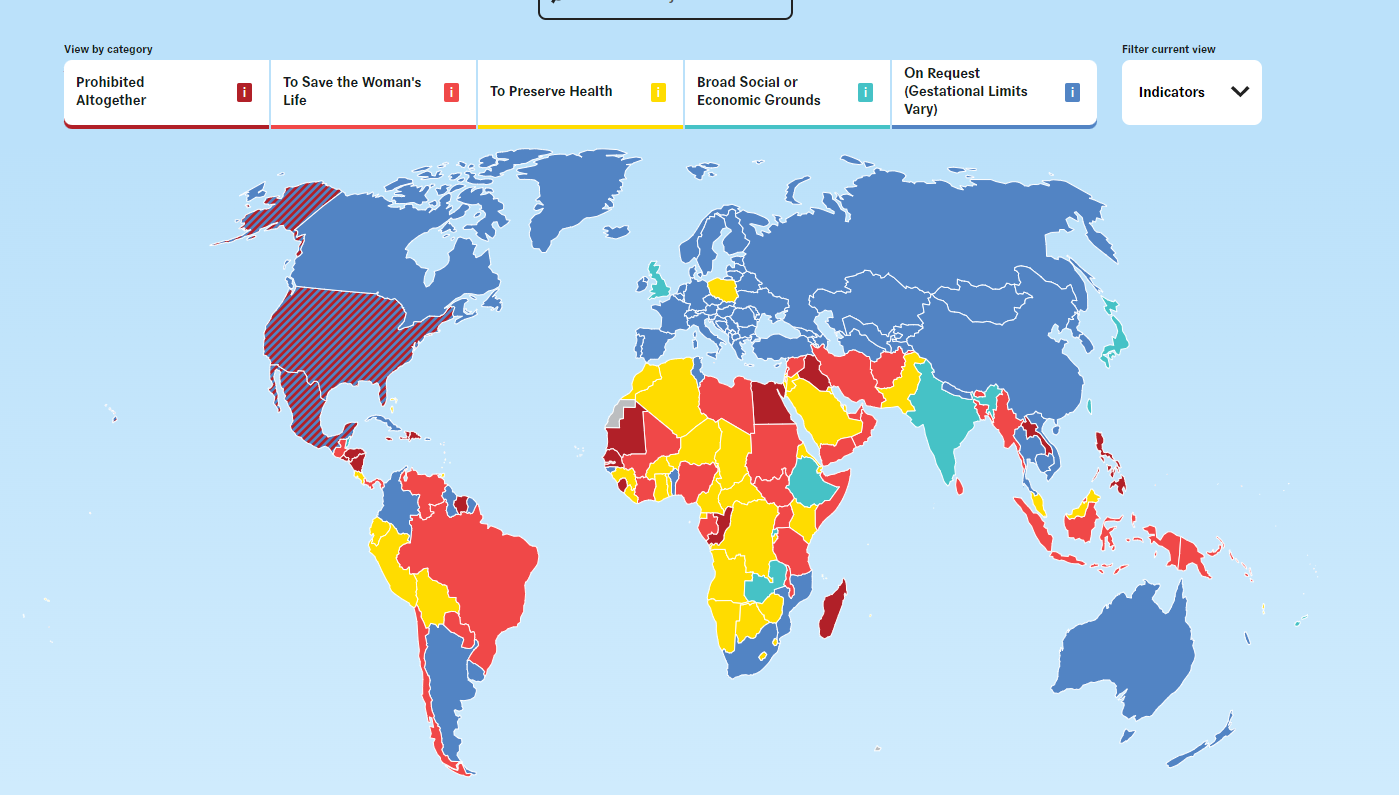 View by category
Filter current view
Prohibited
Altogether
i
To Save the Woman's
Life
i
To Preserve Health
i
Broad Social or
Economic Grounds
i
On Request
(Gestational Limits
Vary)
i
Indicators